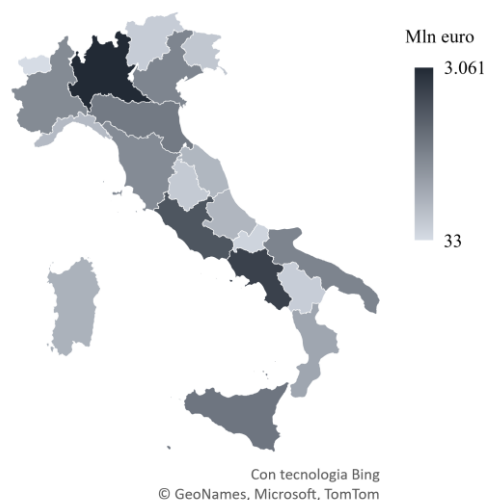 Mln euro
3.061
33
Con tecnologia Bing
© GeoNames, Microsoft, TomTom